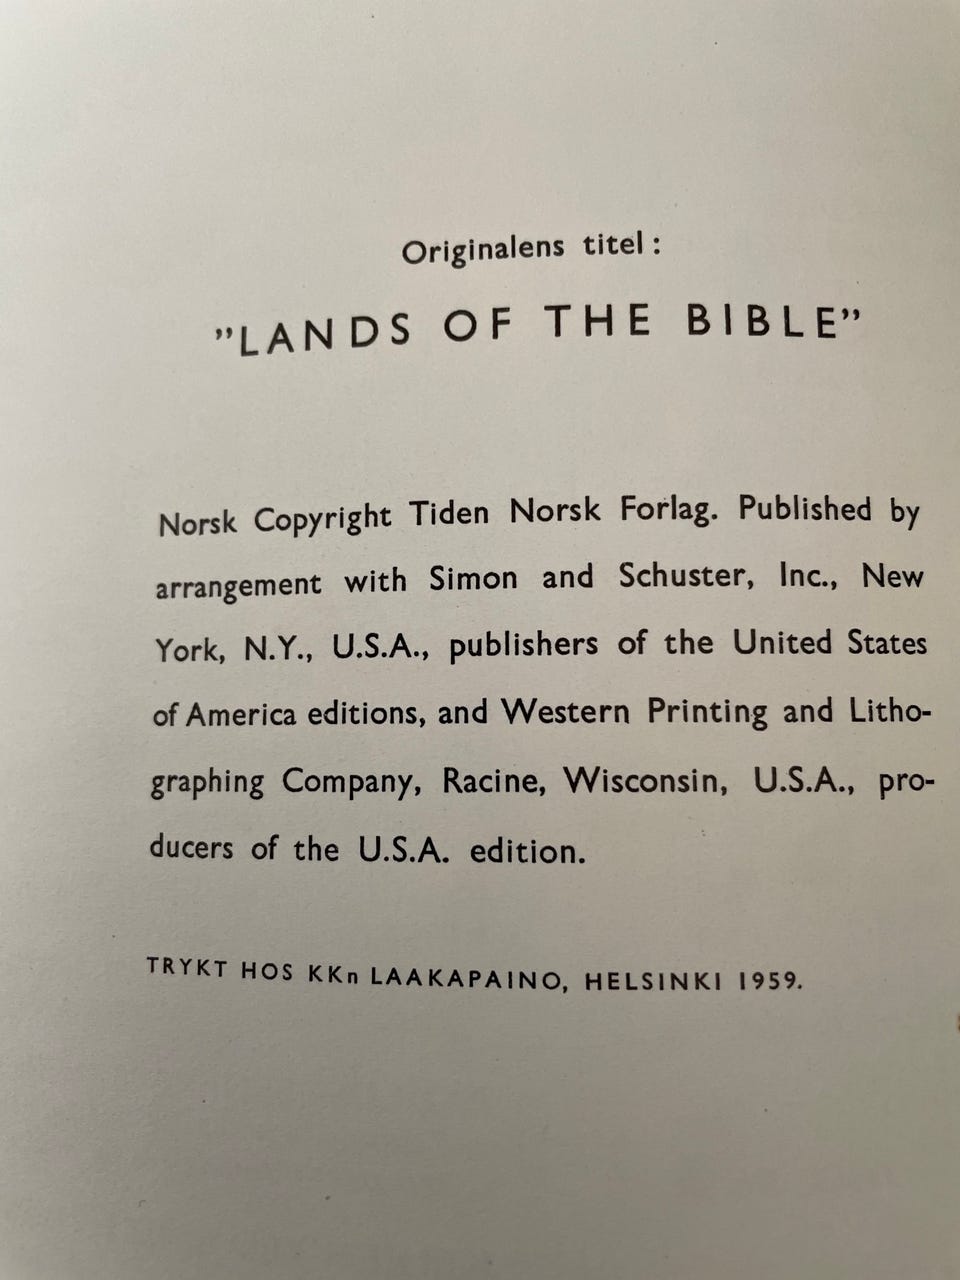 Originalens titel:
”LANDS OF THE BIBLE”
Norsk Copyright Tiden Norsk Forlag. Published by
arrangement with Simon and Schuster, Inc., New
York, N.Y., U.S.A., publishers of the United States
of America editions, and Western Printing and Litho-
graphing Company, Racine, Wisconsin, U.S.A., pro-
ducers of the U.S.A. edition.
TRYKT HOS KKn LAAKAPAINO, HELSINKI 1959.